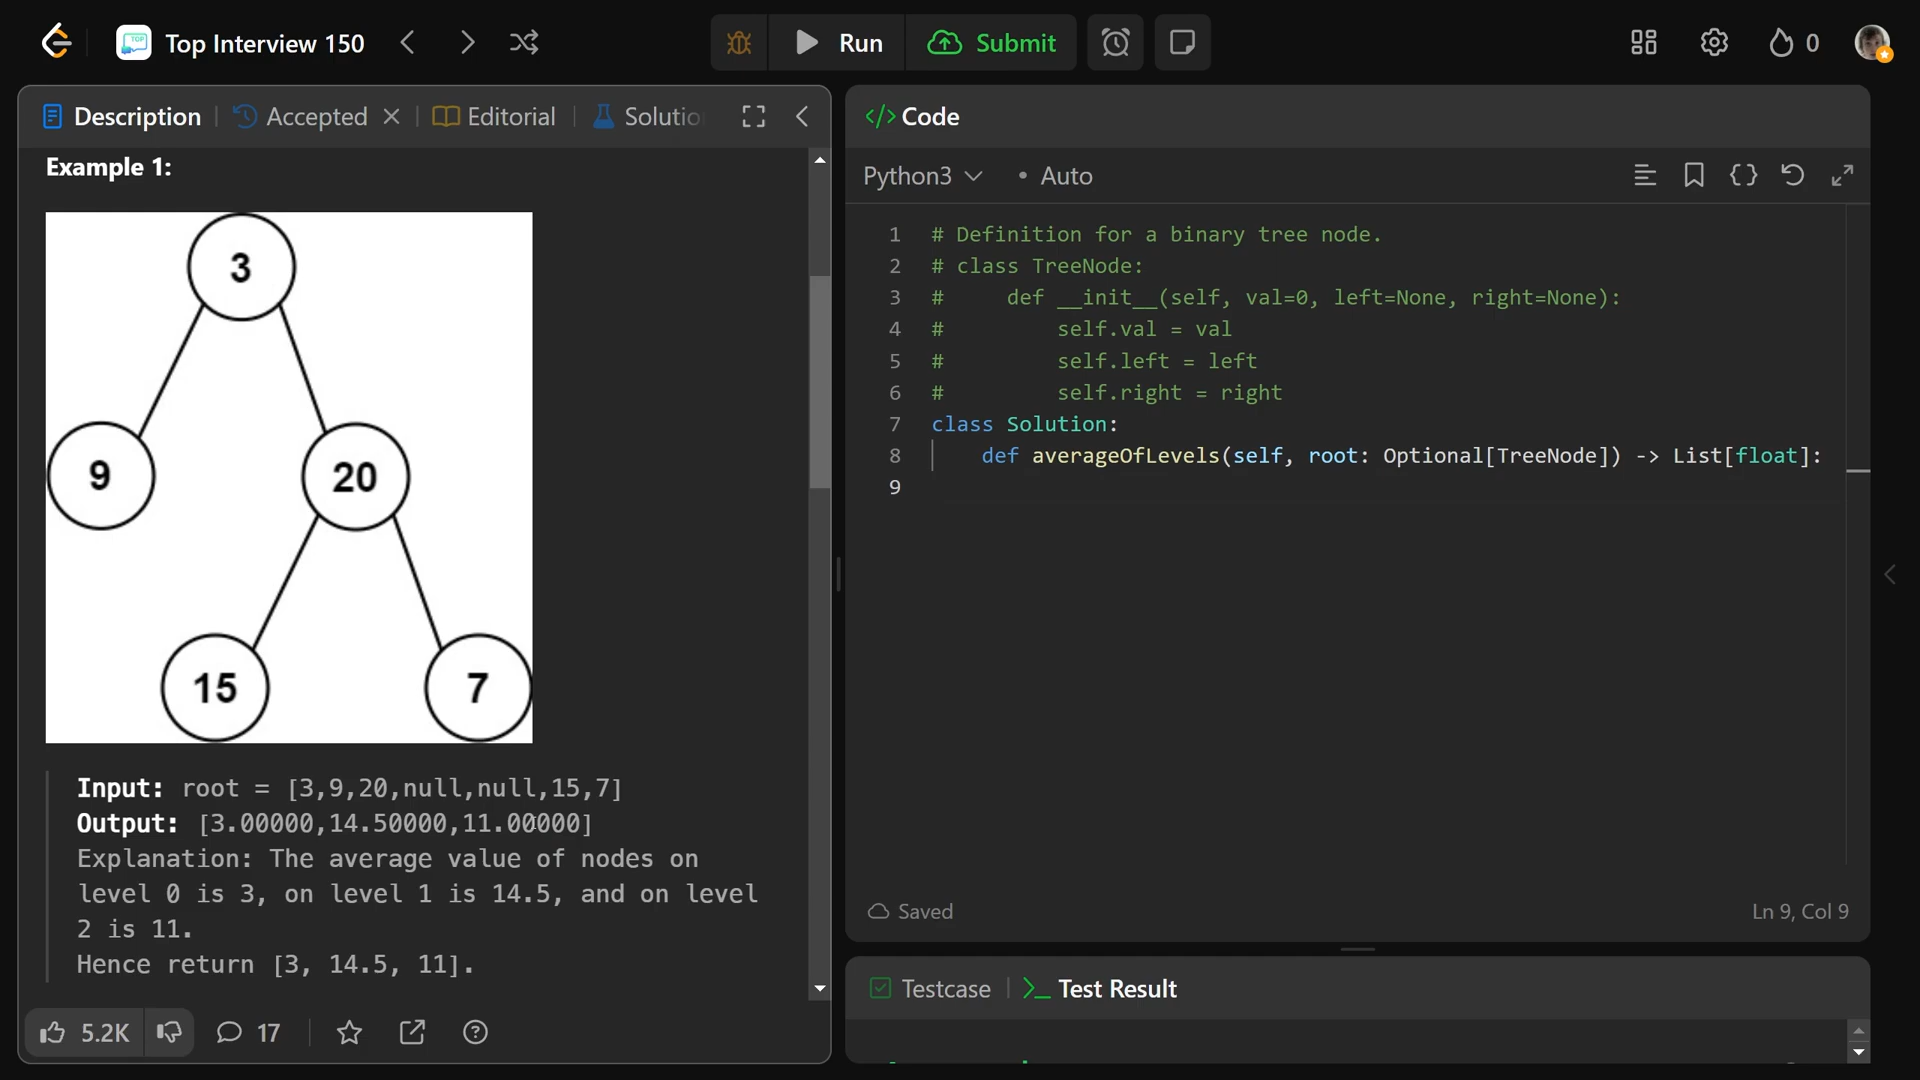 Top Interview 150
Run
Submit
0
Description
Accepted
Editorial
Solutio
Example 1:
3
9
20
15
7
Input: root = [3,9,20,null,null,15,7]
Output: [3.00000,14.50000,11.00000]
Explanation: The average value of nodes on
level 0 is 3, on level 1 is 14.5, and on level
2 is 11.
Hence return [3, 14.5, 11].
5.2K
17
</> Code
Python3
• Auto
1 # Definition for a binary tree node.
2 # class TreeNode:
3 #     def __init__(self, val=0, left=None, right=None):
4 #         self.val = val
5 #         self.left = left
6 #         self.right = right
7 class Solution:
8     def averageOfLevels(self, root: Optional[TreeNode]) -> List[float]:
9
Saved
Ln 9, Col 9
Testcase
Test Result